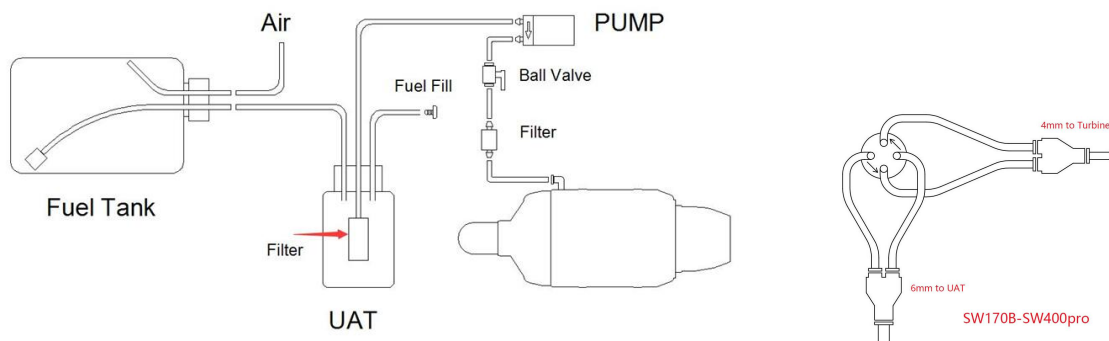 Air
PUMP
Fuel Fill
Ball Valve
Filter
Fuel Tank
Filter
UAT
4mm to Turbine
6mm to UAT
SW170B-SW400pro